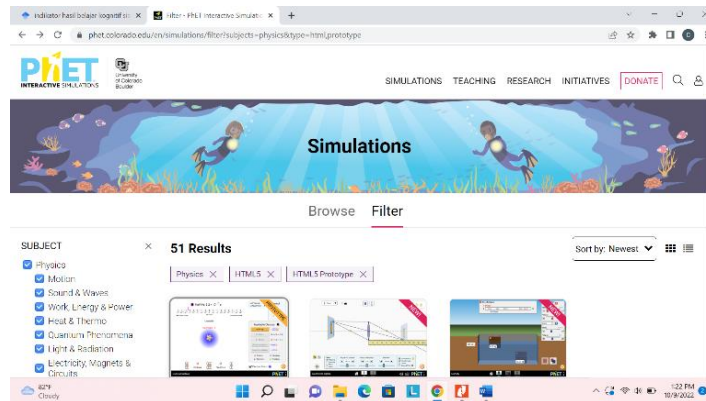 indikator hasil belajar kognitif sis
Filter - PhET Interactive Simulatio
phet.colorado.edu/en/simulations/filter?subjects=physics&type=html,prototype
PhET
INTERACTIVE SIMULATIONS
University
of Colorado
Boulder
SIMULATIONS TEACHING RESEARCH INITIATIVES DONATE
Simulations
Browse Filter
SUBJECT
51 Results
Sort by: Newest
Physics
Physics HTML5 HTML5 Prototype
Motion
Sound & Waves
Work, Energy & Power
Heat & Thermo
Quantum Phenomena
Light & Radiation
Electricity, Magnets &
Circuits
82°F
Cloudy
1:22 PM
10/9/2022